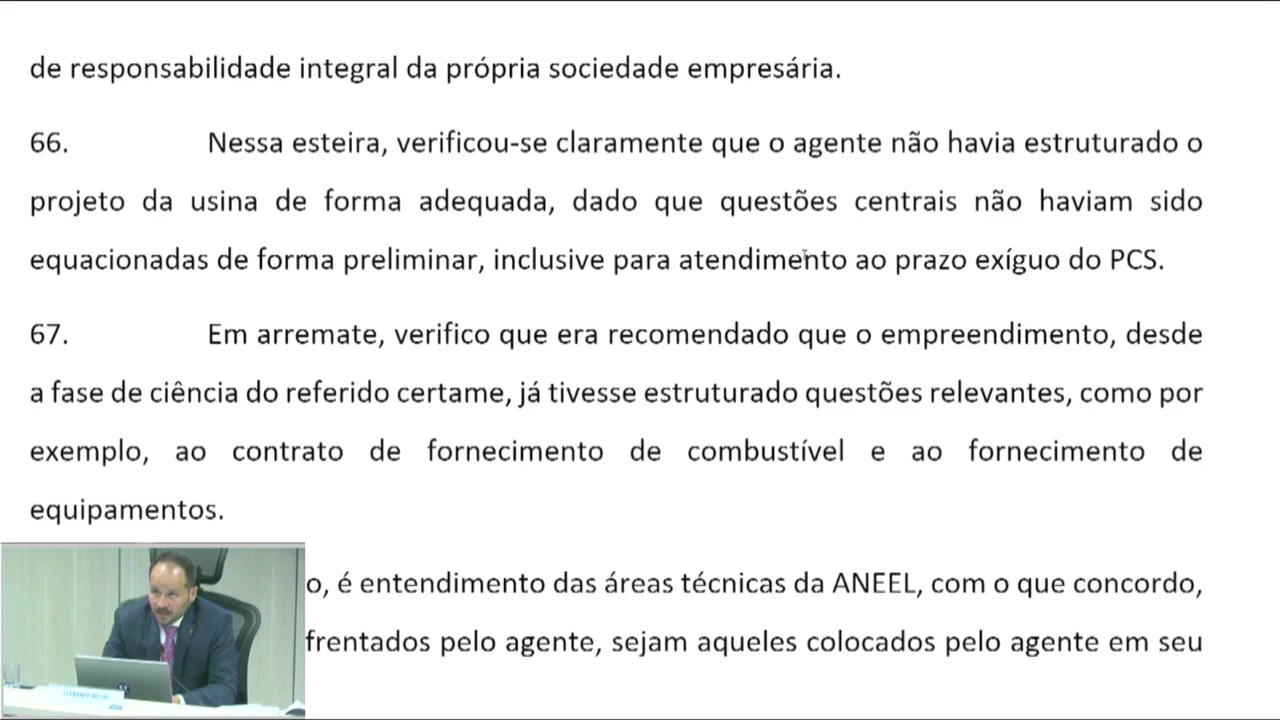 de responsabilidade integral da própria sociedade empresária.
66. Nessa esteira, verificou-se claramente que o agente não havia estruturado o
projeto da usina de forma adequada, dado que questões centrais não haviam sido
equacionadas de forma preliminar, inclusive para atendimento ao prazo exíguo do PCS.
67. Em arremate, verifico que era recomendado que o empreendimento, desde
a fase de ciência do referido certame, já tivesse estruturado questões relevantes, como por
exemplo, ao contrato de fornecimento de combustível e ao fornecimento de
equipamentos.
o, é entendimento das áreas técnicas da ANEEL, com o que concordo,
frentados pelo agente, sejam aqueles colocados pelo agente em seu